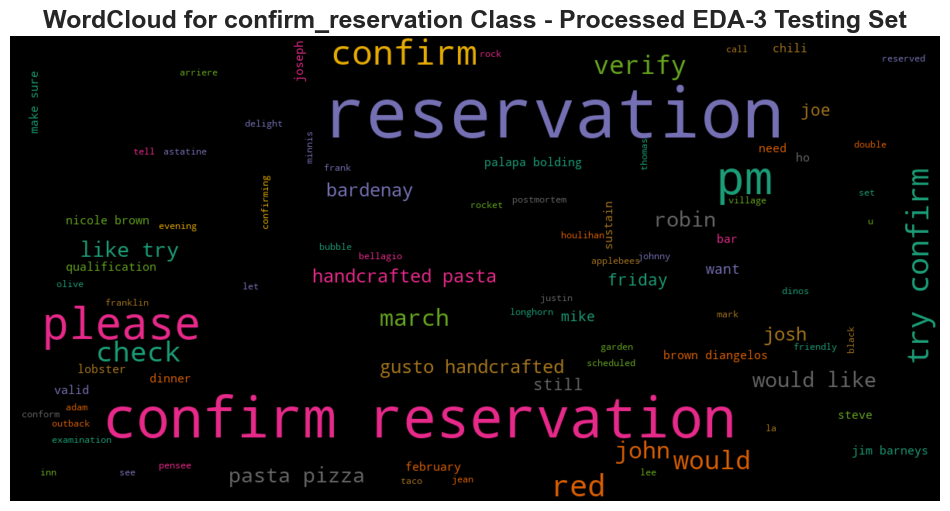 WordCloud for confirm_reservation Class - Processed EDA-3 Testing Set
confirm
rock
call
chili
reserved
joseph
arriere
verify
make sure
reservation
joe
delight
tell
astatine
minnis
frank
palapa bolding
thomas
need
ho
double
pm
village
set
bardenay
confirming
rocket
postmortem
sustain
robin
u
nicole brown
evening
houlihan
bar
try confirm
like try
bubble
bellagio
applebees
johnny
want
qualification
handcrafted pasta
friday
olive
let
dinos
franklin
justin
longhorn
mike
mark
please
march
josh
garden
friendly
black
check
scheduled
brown diangelos
lobster
dinner
gusto handcrafted
still
would like
valid
adam
conform
outback
confirm reservation
steve
la
examination
john
would
jim barneys
inn
see
pensee
pasta pizza
february
taco
jean
lee
red